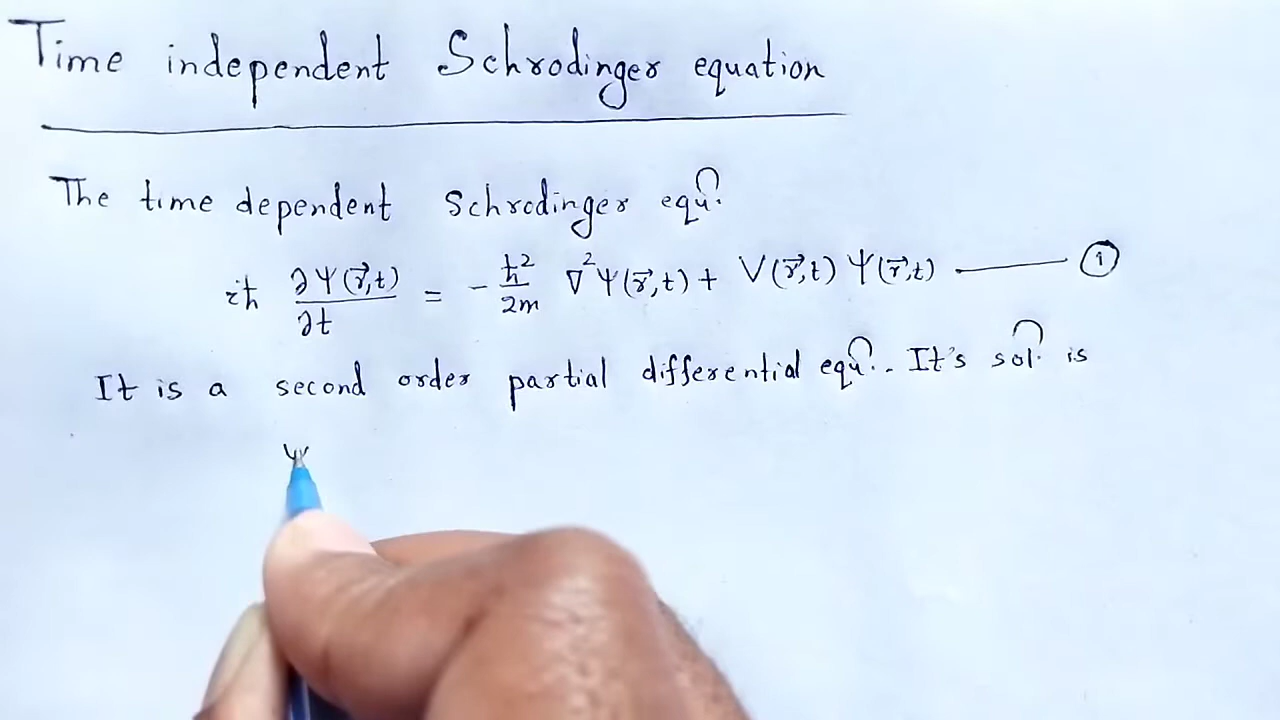 Time independent Schrodinger equation
The time dependent Schrodinger equⁿ.
iħ ∂Ψ(r⃗,t)/∂t = - ħ²/2m ∇²Ψ(r⃗,t) + V(r⃗,t) Ψ(r⃗,t) —— ①
It is a second order partial differential equⁿ.. It's solⁿ. is
Ψ